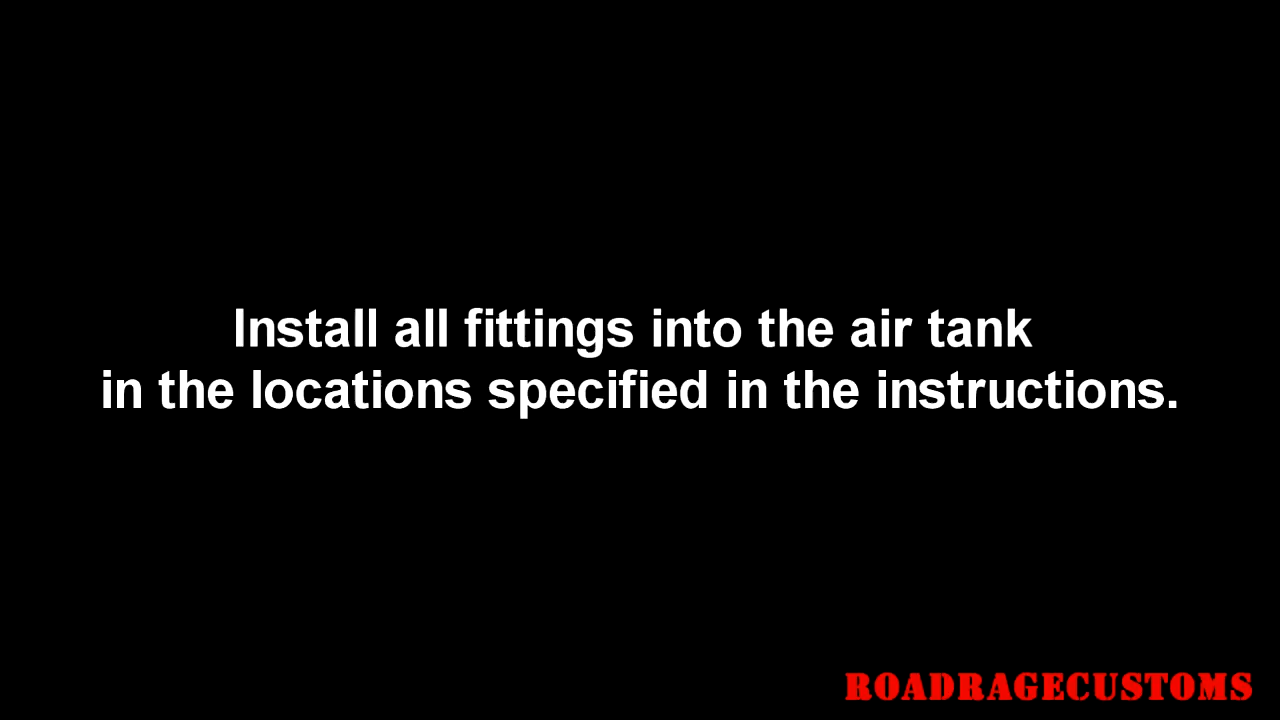 Install all fittings into the air tank
in the locations specified in the instructions.
ROADRAGECUSTOMS